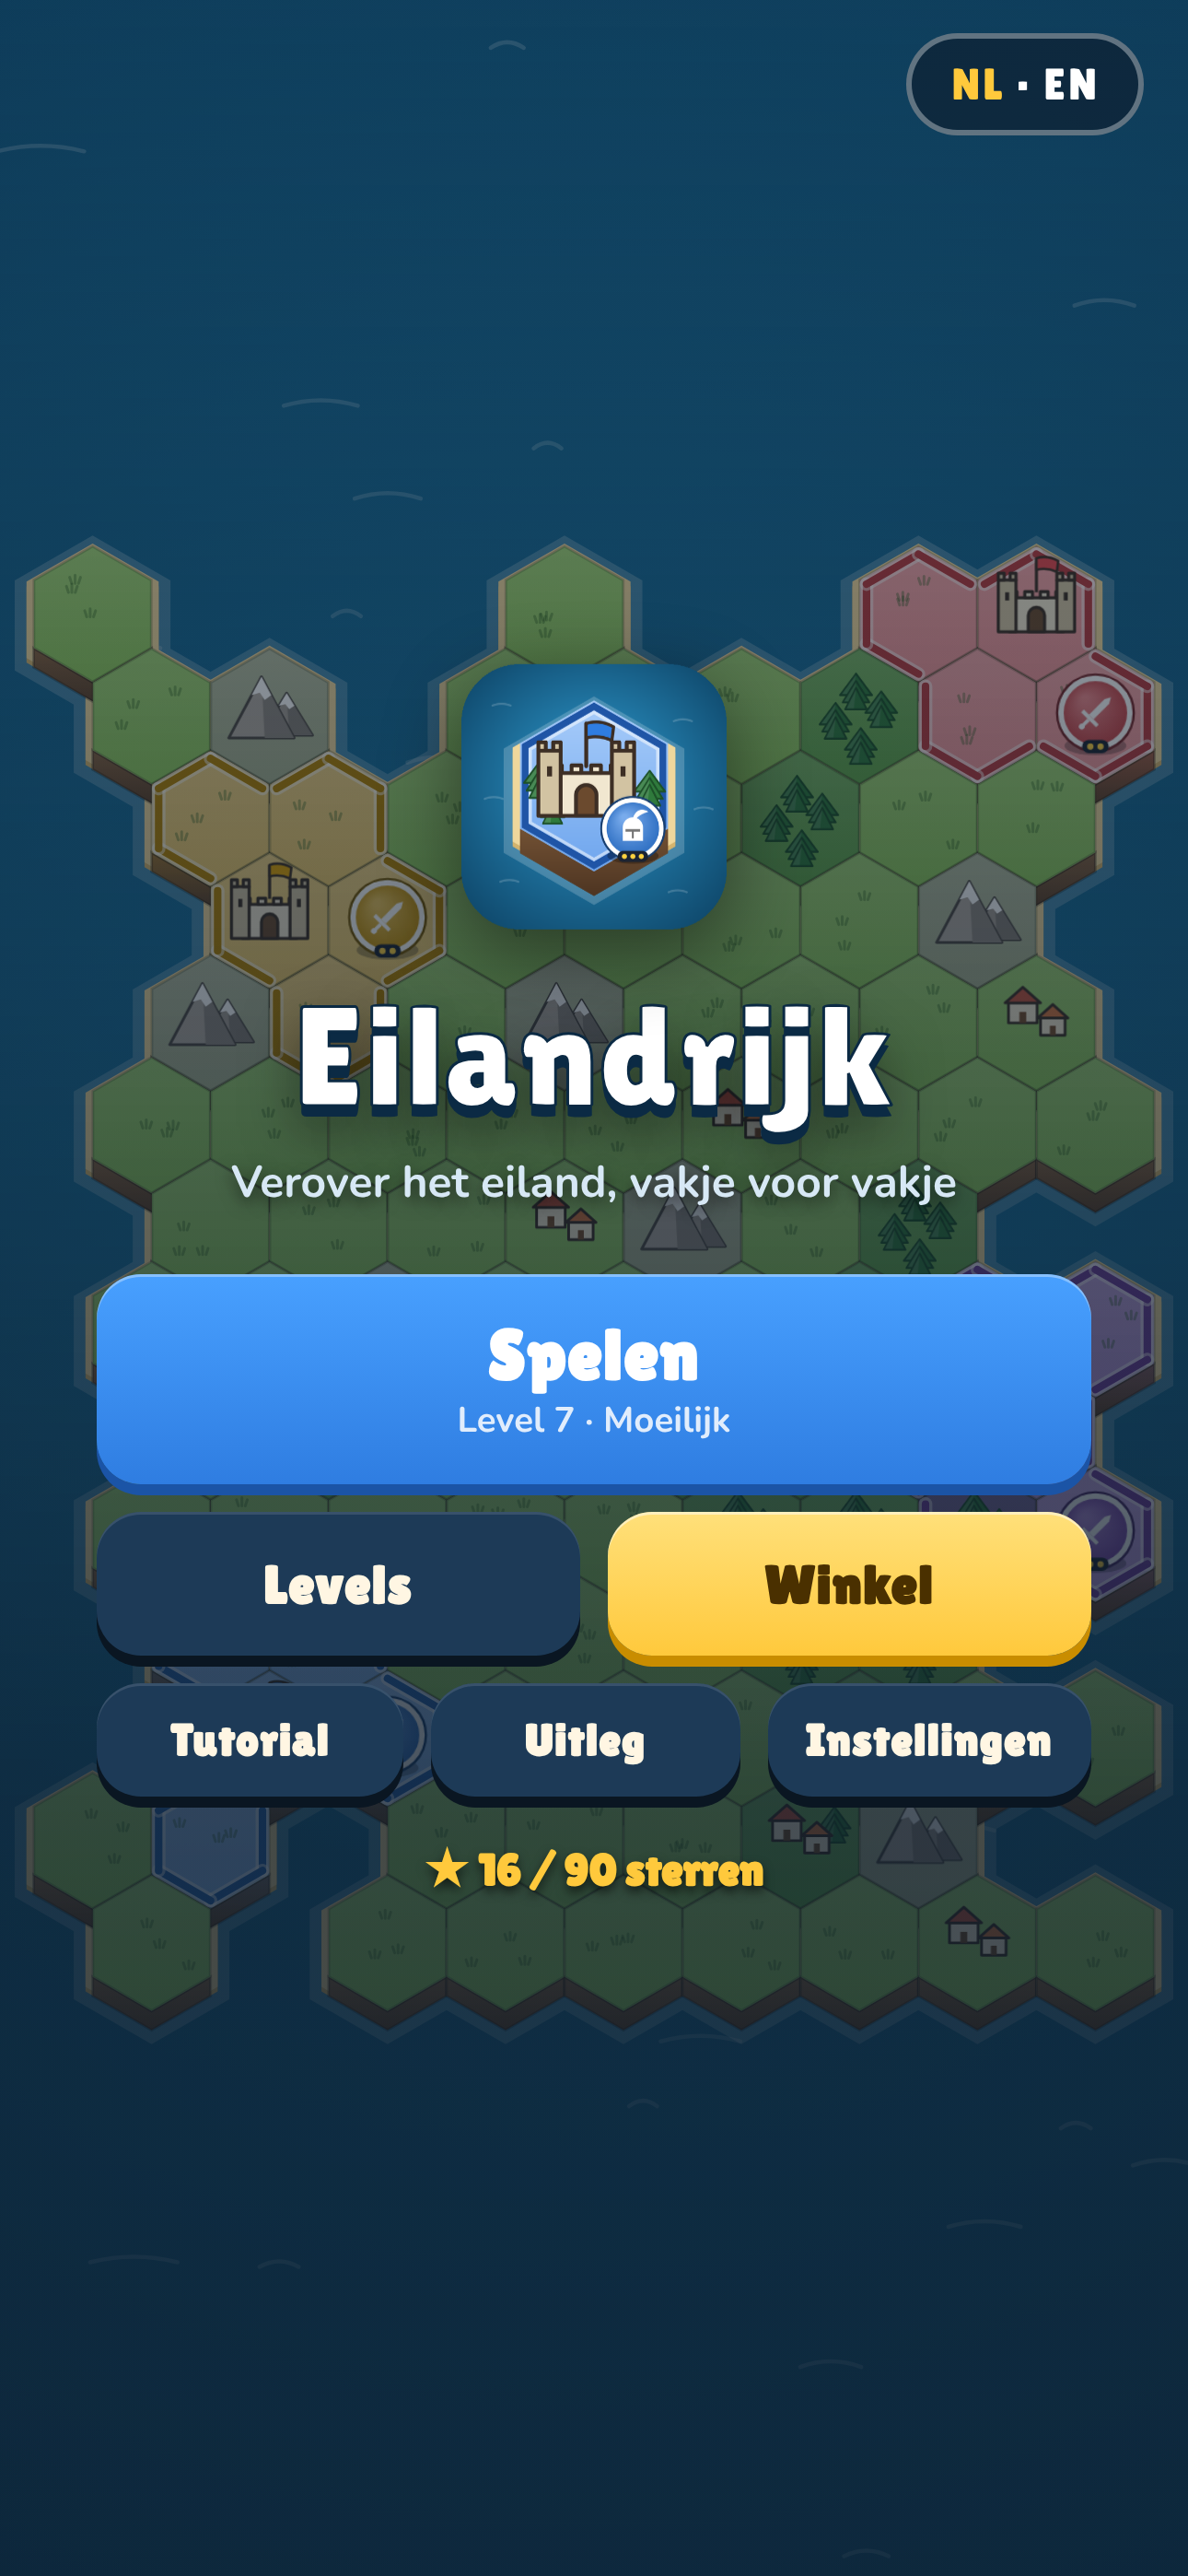 NL · EN
Eilandrijk
Verover het eiland, vakje voor vakje
Spelen
Level 7 · Moeilijk
Levels
Winkel
Tutorial
Uitleg
Instellingen
★ 16 / 90 sterren